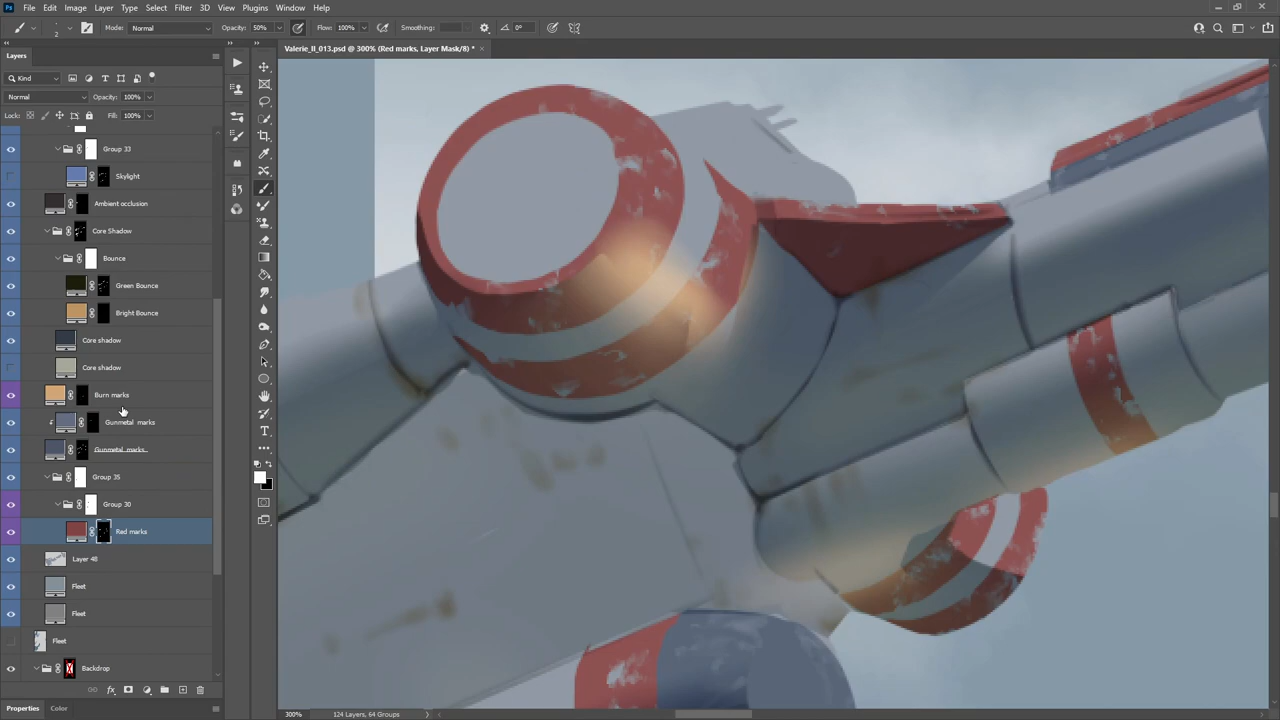 File Edit Image Layer Type Select Filter 3D View Plugins Window Help
2 Mode: Normal Opacity: 50% Flow: 100% Smoothing: 0°
Valerie_II_013.psd @ 300% (Red marks, Layer Mask/8) *
Layers
Kind
Normal Opacity: 100%
Lock: Fill: 100%
Group 33
Skylight
Ambient occlusion
Core Shadow
Bounce
Green Bounce
Bright Bounce
Core shadow
Core shadow
Burn marks
Gunmetal marks
Gunmetal marks
Group 35
Group 30
Red marks
Layer 48
Fleet
Fleet
Fleet
Backdrop
Properties Color
300% 124 Layers, 64 Groups